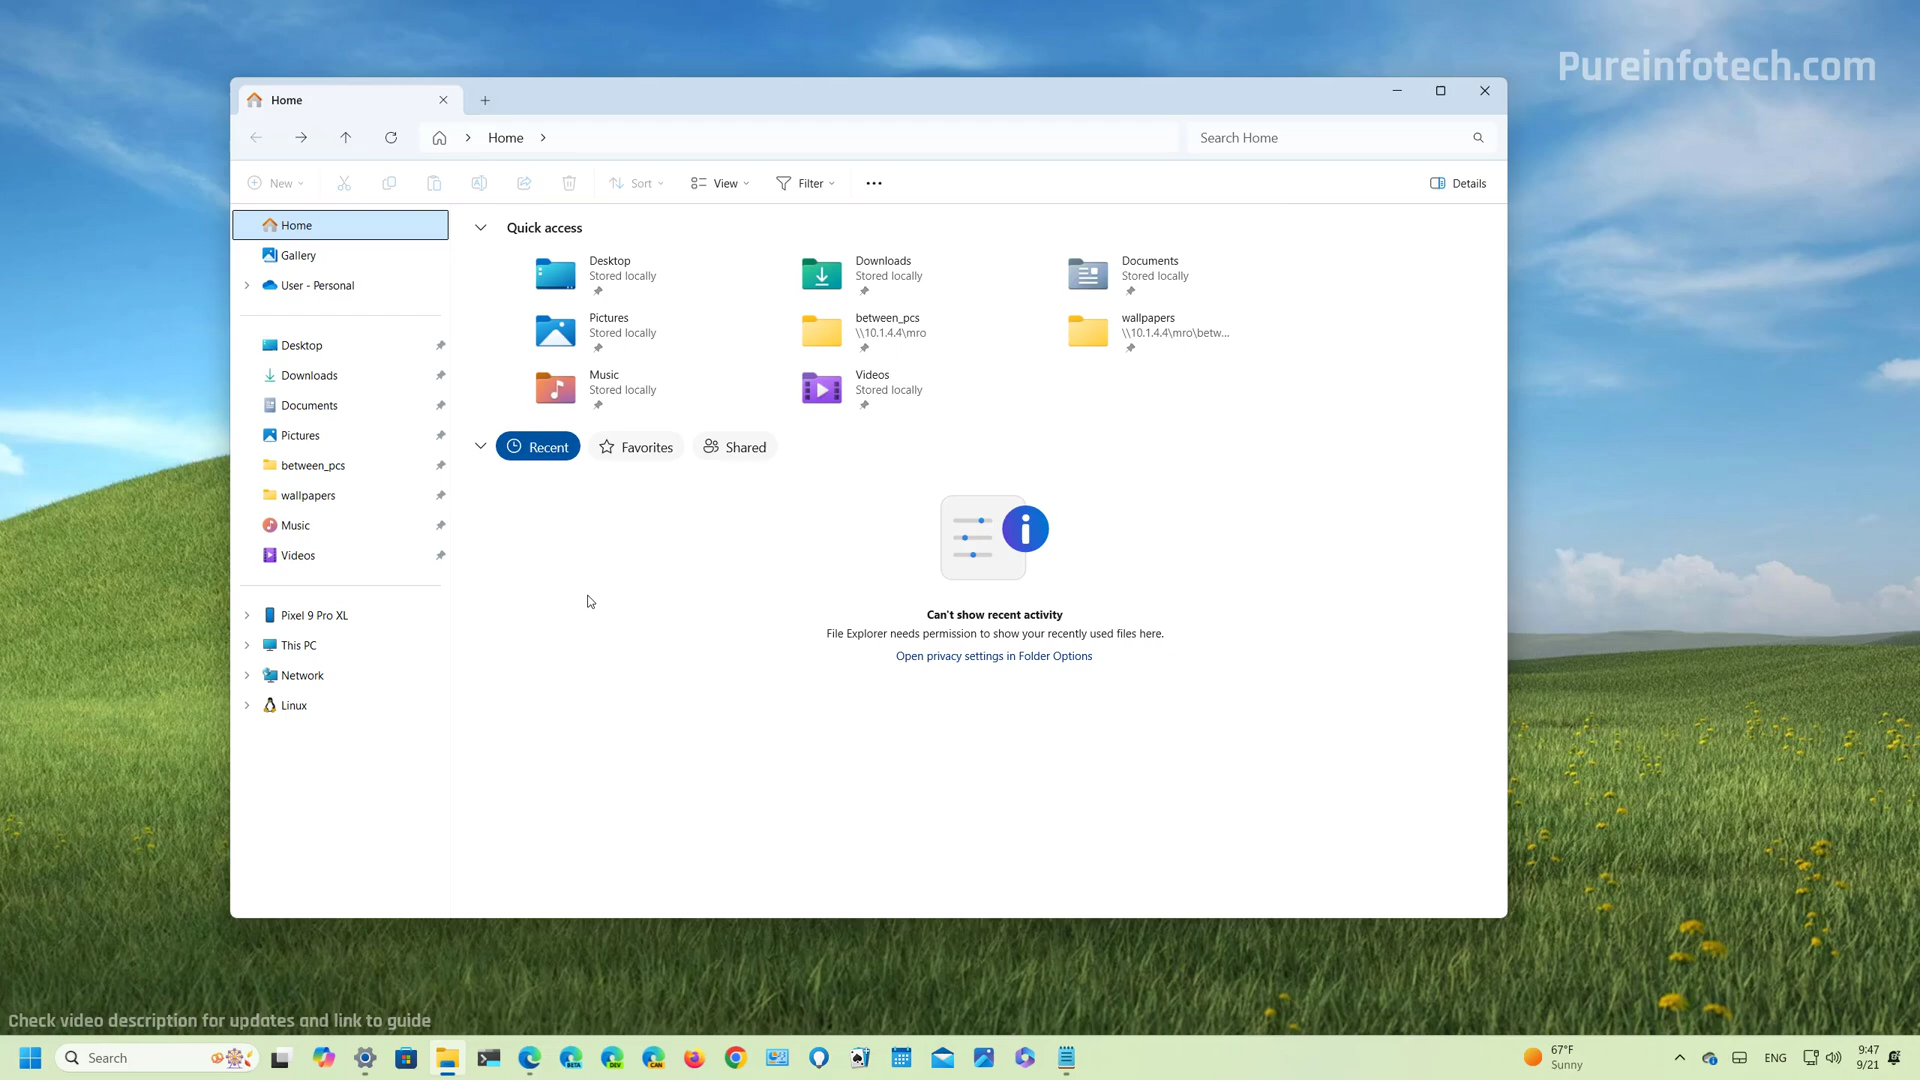 Pureinfotech.com
Home
Home
Search Home
New
Sort
View
Filter
Details
Home
Gallery
User - Personal
Desktop
Downloads
Documents
Pictures
between_pcs
wallpapers
Music
Videos
Pixel 9 Pro XL
This PC
Network
Linux
Quick access
Desktop
Stored locally
Downloads
Stored locally
Documents
Stored locally
Pictures
Stored locally
between_pcs
\\10.1.4.4\mro
wallpapers
\\10.1.4.4\mro\betw...
Music
Stored locally
Videos
Stored locally
Recent
Favorites
Shared
Can't show recent activity
File Explorer needs permission to show your recently used files here.
Open privacy settings in Folder Options
Check video description for updates and link to guide
Search
BETA
DEV
CAN
67°F
Sunny
ENG
9:47
9/21